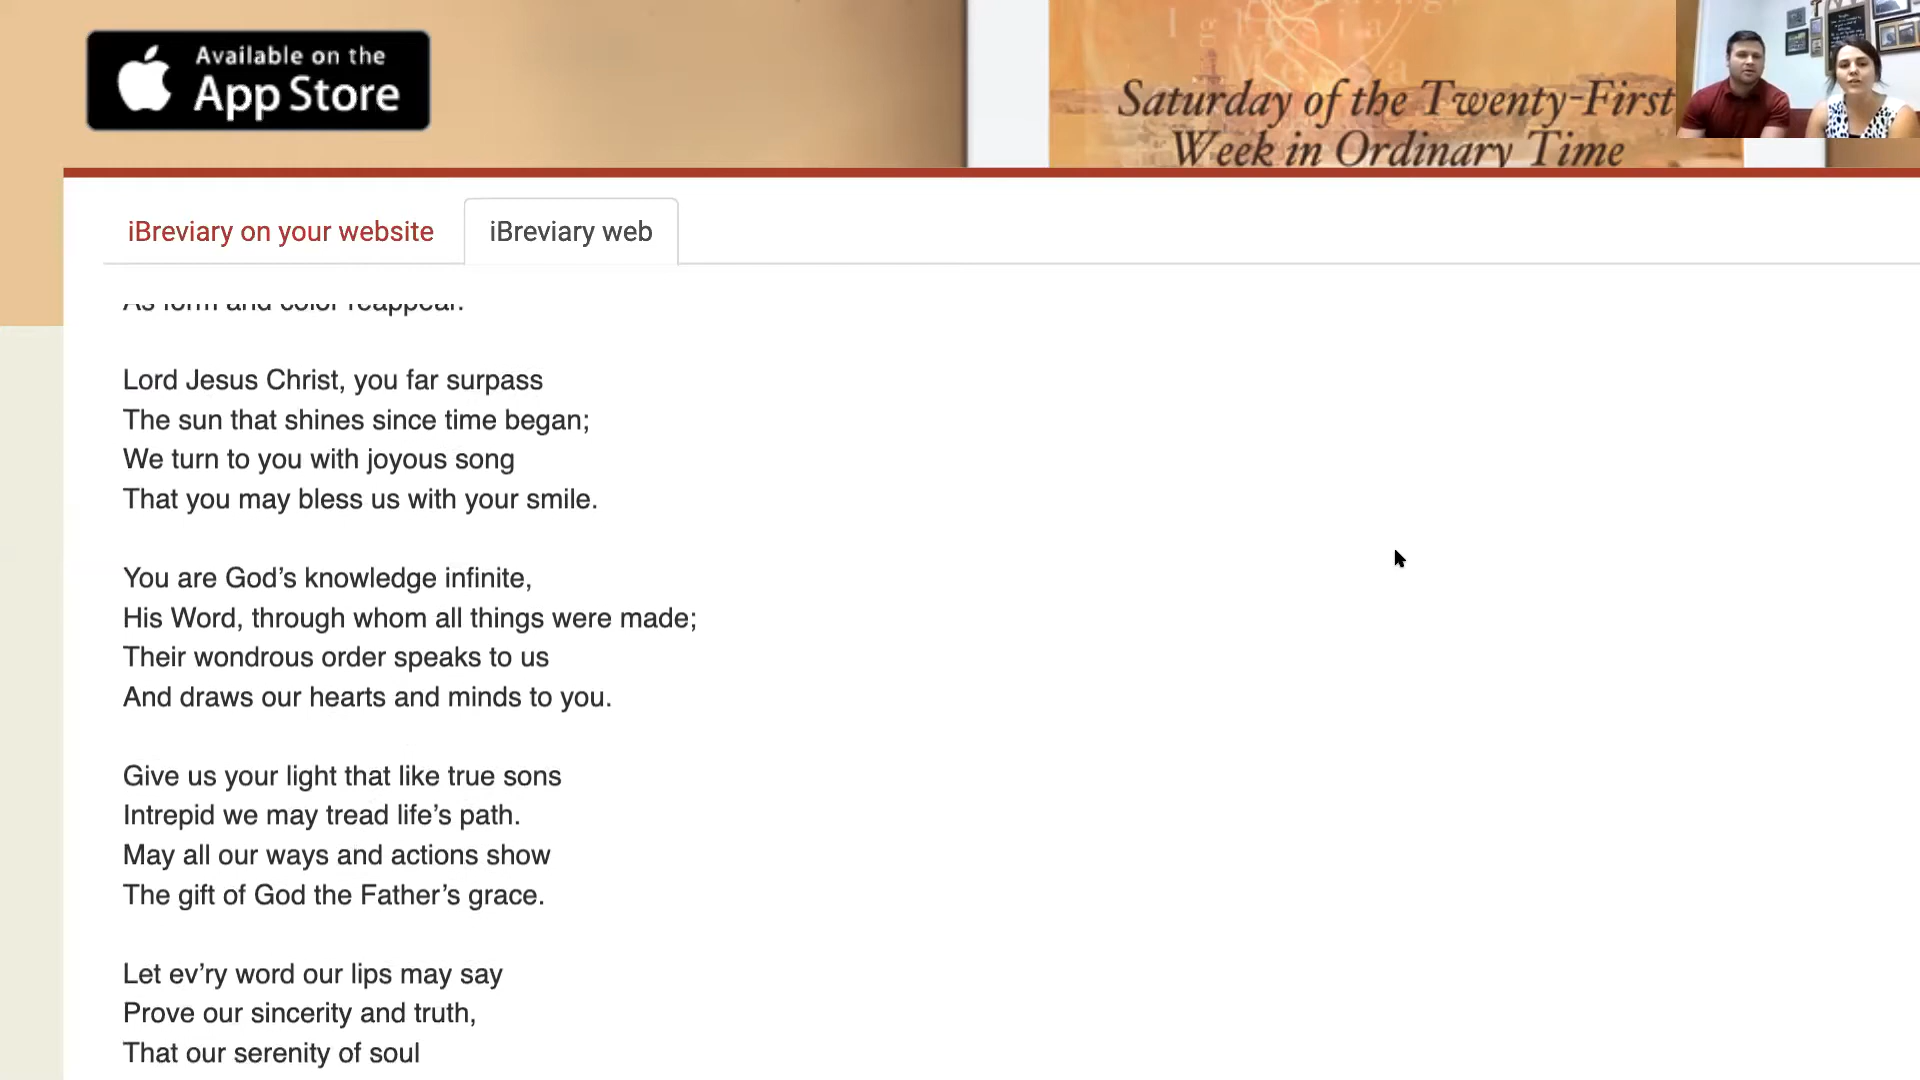 Available on the
App Store
Iglesia
Saturday of the Twenty-First
Week in Ordinary Time
iBreviary on your website
iBreviary web
As form and color reappear.
Lord Jesus Christ, you far surpass
The sun that shines since time began;
We turn to you with joyous song
That you may bless us with your smile.
You are God’s knowledge infinite,
His Word, through whom all things were made;
Their wondrous order speaks to us
And draws our hearts and minds to you.
Give us your light that like true sons
Intrepid we may tread life’s path.
May all our ways and actions show
The gift of God the Father’s grace.
Let ev’ry word our lips may say
Prove our sincerity and truth,
That our serenity of soul